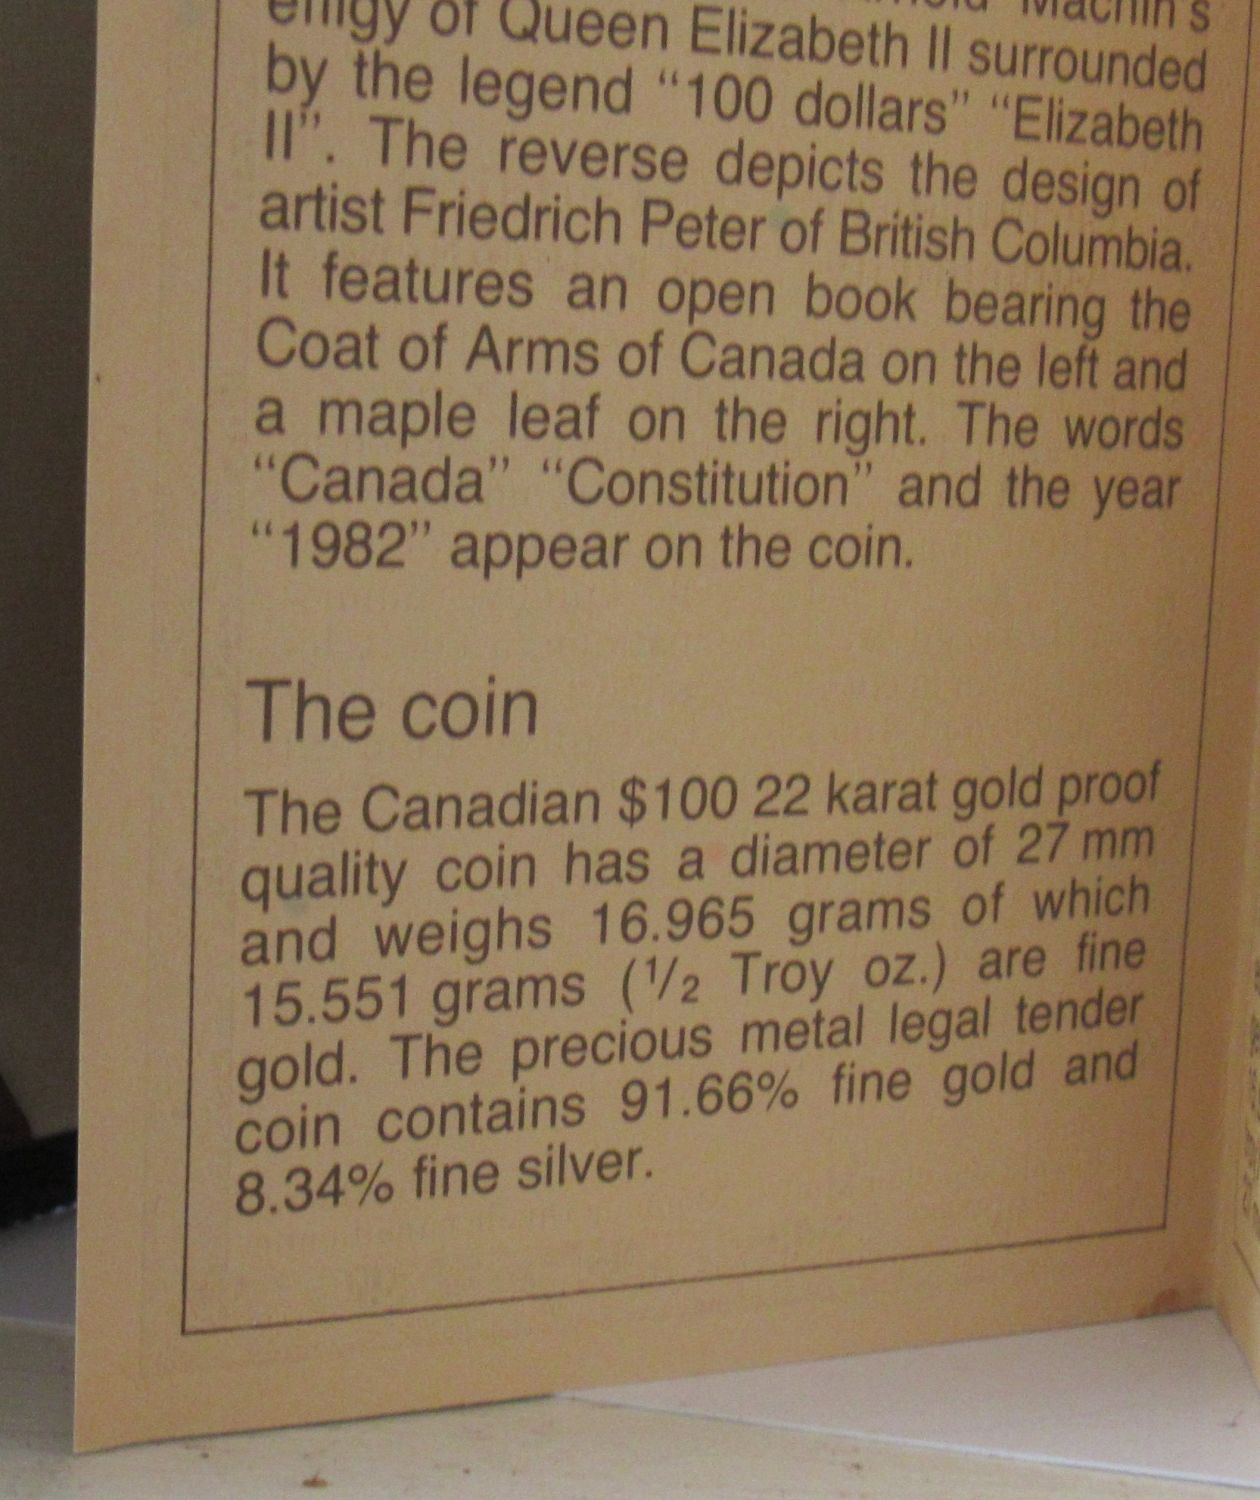 effigy of Queen Elizabeth II surrounded
by the legend “100 dollars” “Elizabeth
II”. The reverse depicts the design of
artist Friedrich Peter of British Columbia.
It features an open book bearing the
Coat of Arms of Canada on the left and
a maple leaf on the right. The words
“Canada” “Constitution” and the year
“1982” appear on the coin.
The coin
The Canadian $100 22 karat gold proof
quality coin has a diameter of 27 mm
and weighs 16.965 grams of which
15.551 grams (1/2 Troy oz.) are fine
gold. The precious metal legal tender
coin contains 91.66% fine gold and
8.34% fine silver.